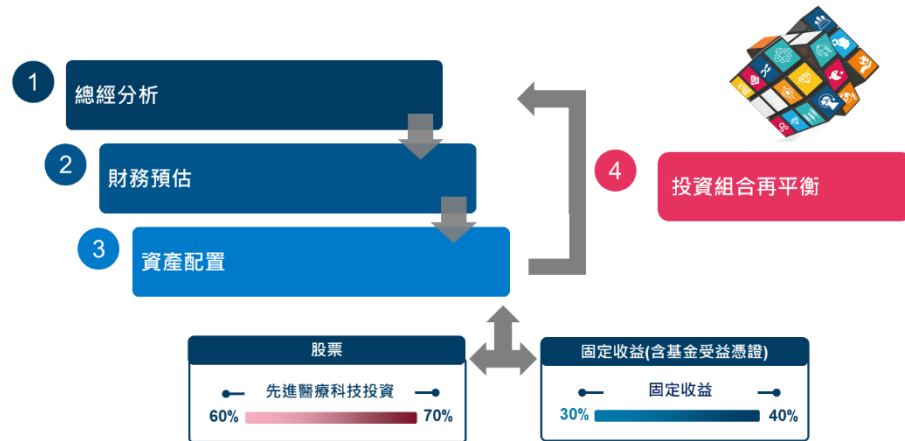 1
總經分析
2
財務預估
3
資產配置
4
投資組合再平衡
股票
先進醫療科技投資
60%
70%
固定收益(含基金受益憑證)
固定收益
30%
40%